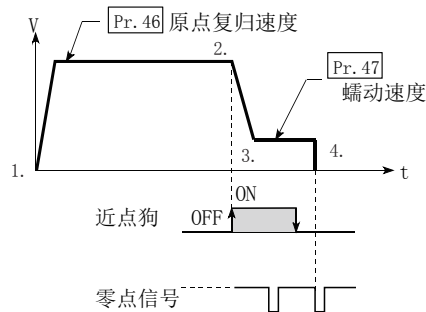 V
Pr.46 原点复归速度
2.
Pr.47
蠕动速度
1.
3.
4.
t
ON
近点狗 OFF
零点信号